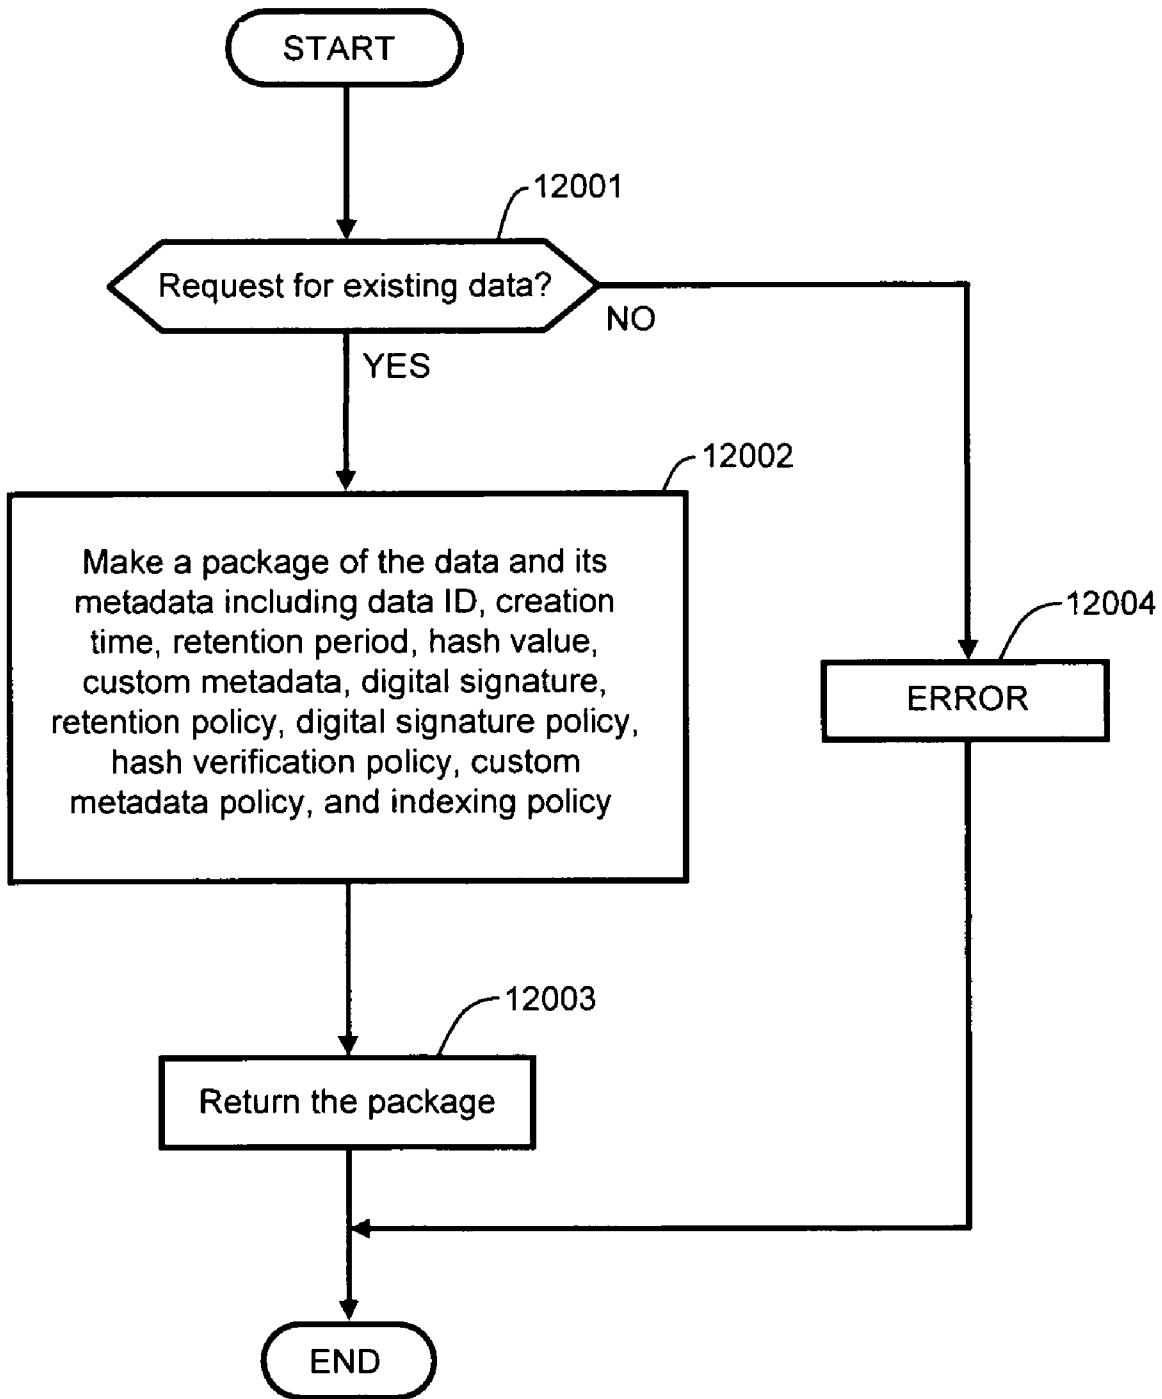 START
12001
Request for existing data?
NO
YES
12002
Make a package of the data and its
metadata including data ID, creation
time, retention period, hash value,
custom metadata, digital signature,
retention policy, digital signature policy,
hash verification policy, custom
metadata policy, and indexing policy
12004
ERROR
12003
Return the package
END